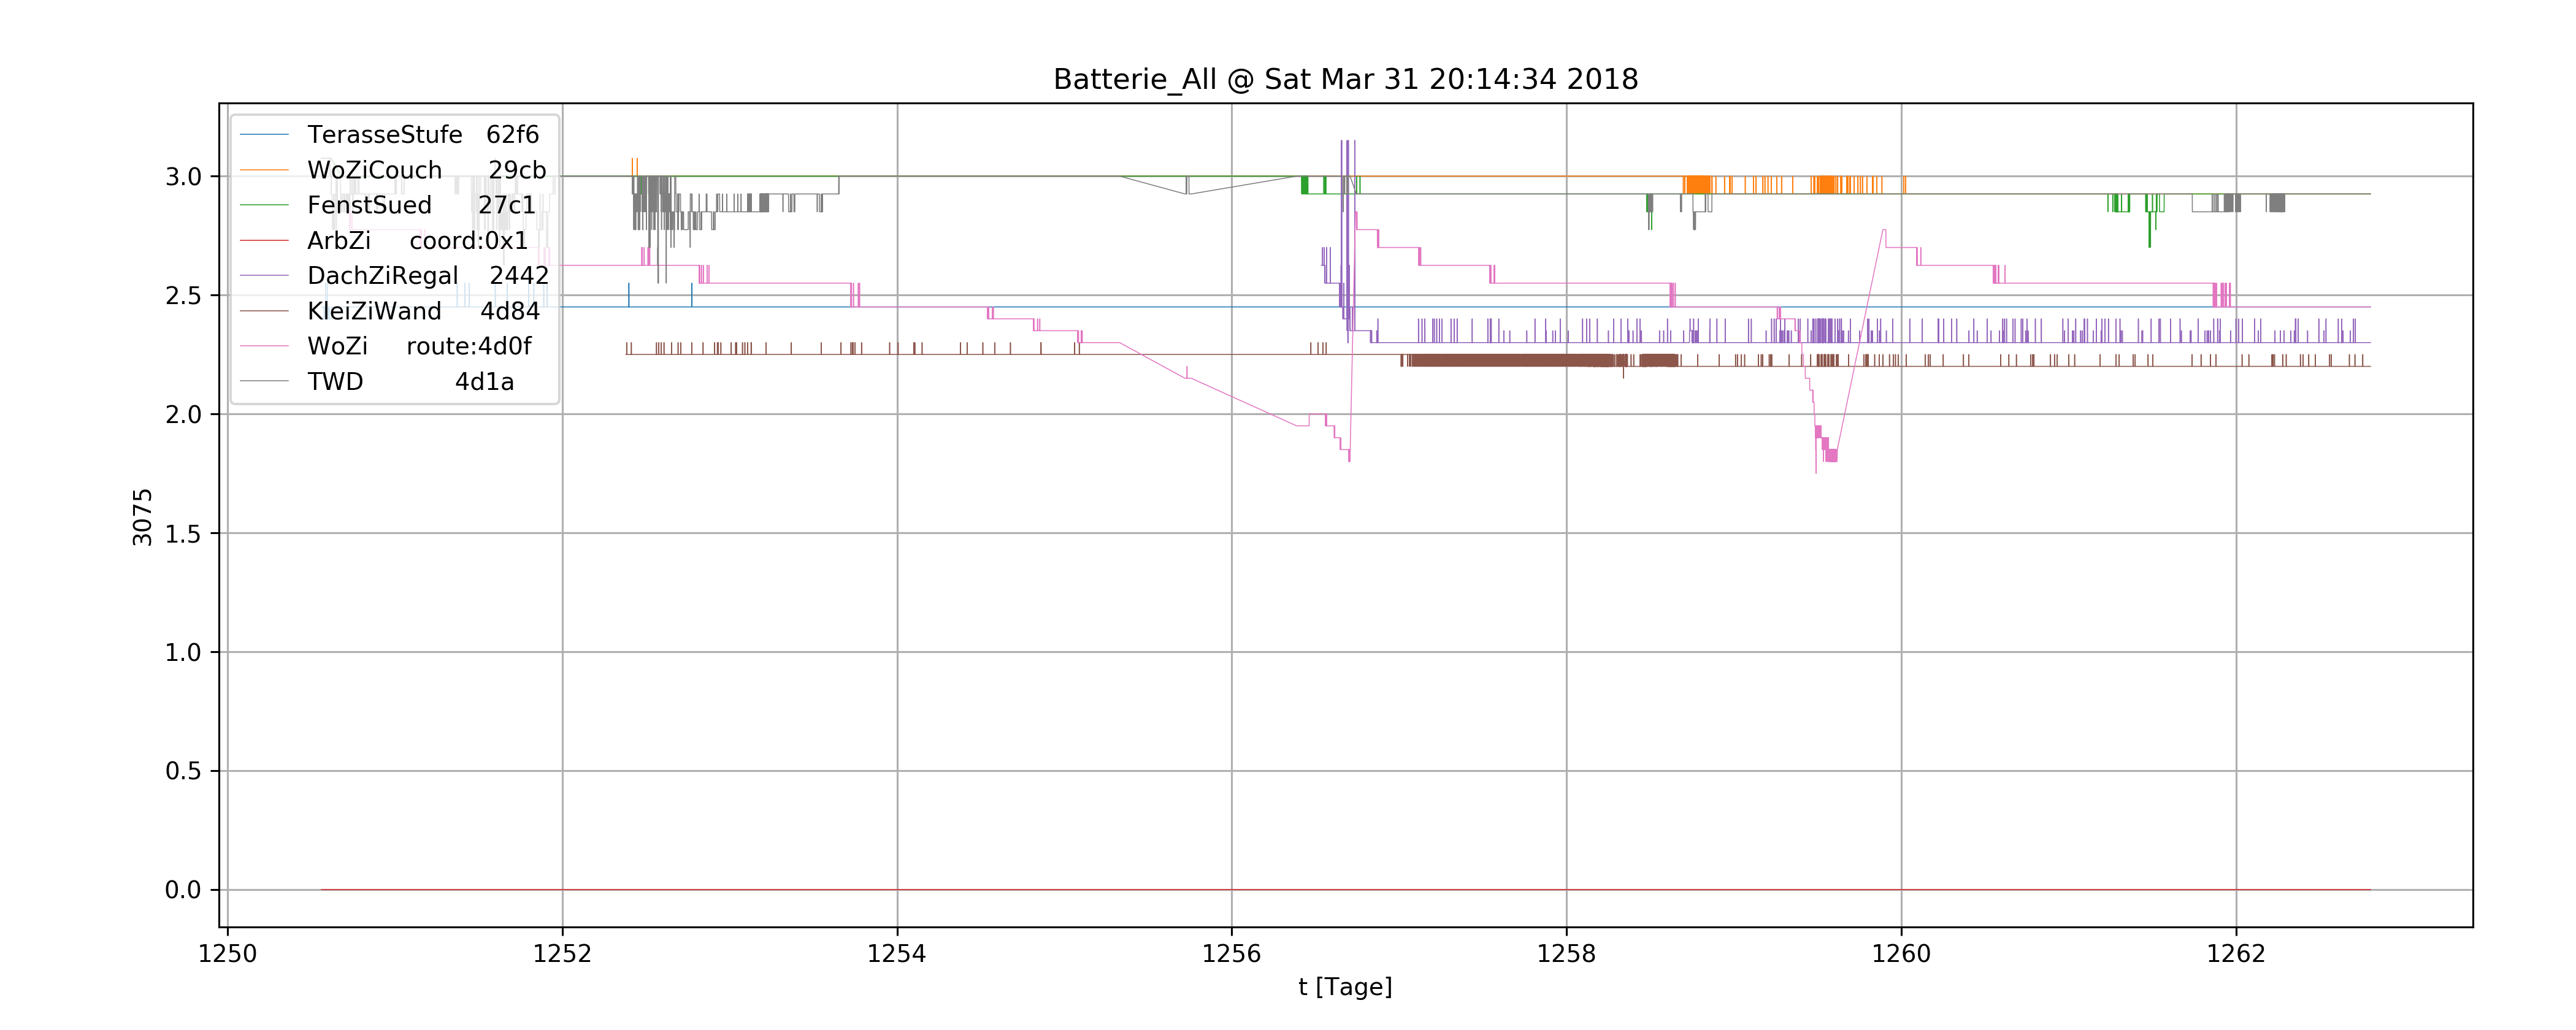 Batterie_All @ Sat Mar 31 20:14:34 2018
TerasseStufe 62f6
WoZiCouch 29cb
FenstSued 27c1
ArbZi coord:0x1
DachZiRegal 2442
KleiZiWand 4d84
WoZi route:4d0f
TWD 4d1a
3.0
2.5
2.0
1.5
1.0
0.5
0.0
3075
1250 1252 1254 1256 1258 1260 1262
t [Tage]